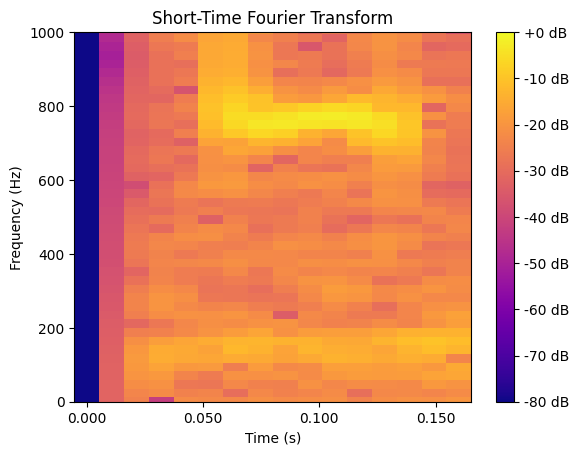 Short-Time Fourier Transform
Frequency (Hz)
1000
800
600
400
200
0
0.000
0.050
0.100
0.150
Time (s)
+0 dB
-10 dB
-20 dB
-30 dB
-40 dB
-50 dB
-60 dB
-70 dB
-80 dB